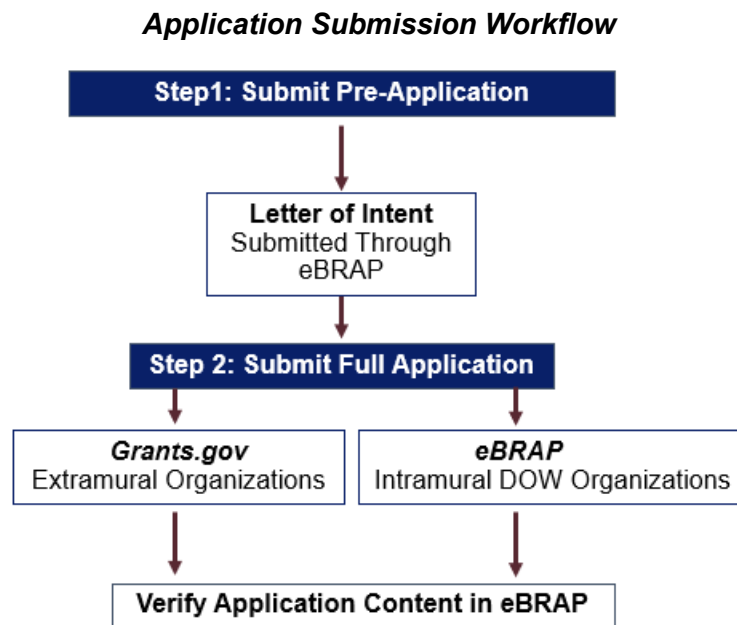 Application Submission Workflow
Step1: Submit Pre-Application
Letter of Intent
Submitted Through
eBRAP
Step 2: Submit Full Application
Grants.gov
Extramural Organizations
eBRAP
Intramural DOW Organizations
Verify Application Content in eBRAP